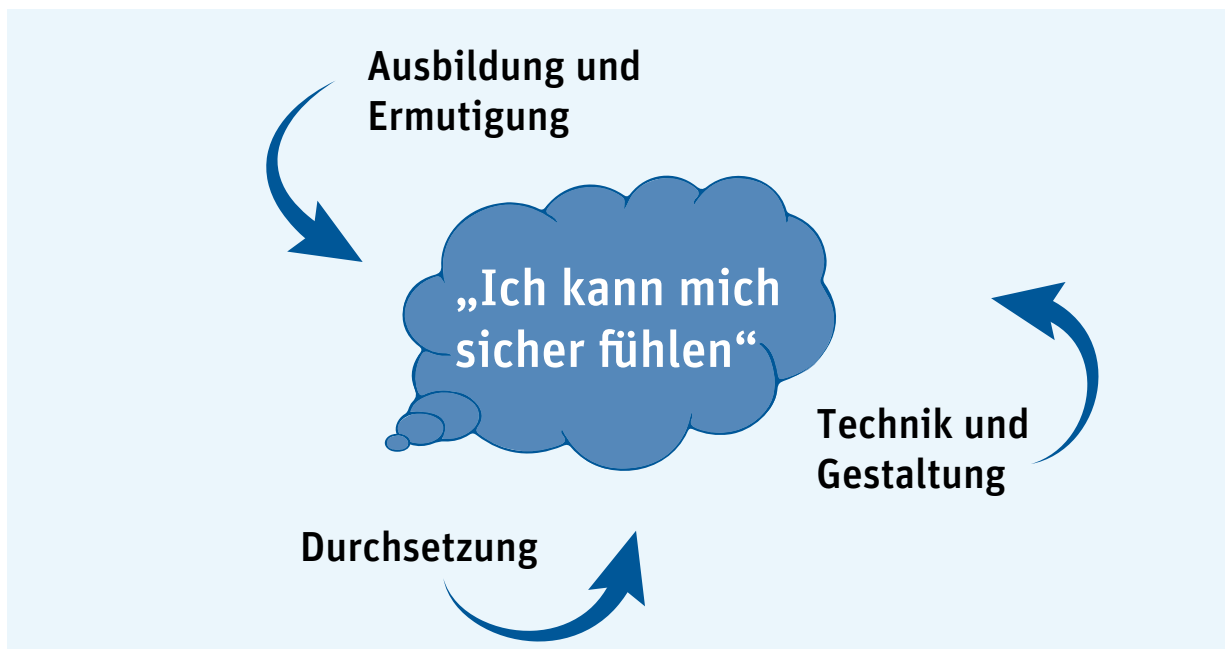 Ausbildung und
Ermutigung
„Ich kann mich
sicher fühlen“
Technik und
Gestaltung
Durchsetzung